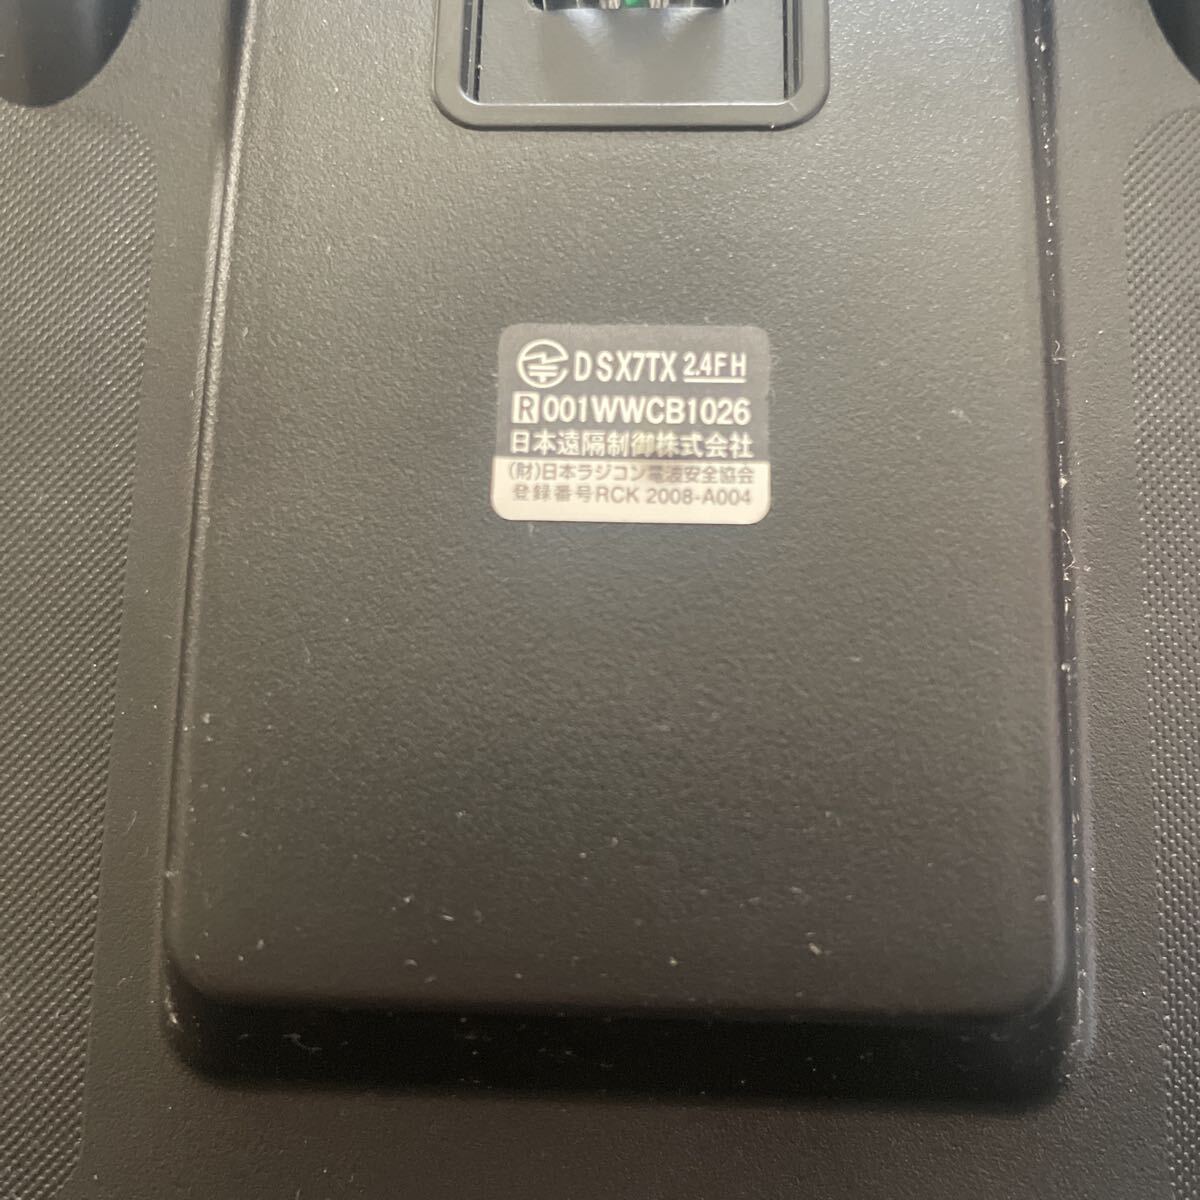 DSX7TX 2.4FH
R 001WWCB1026
日本遠隔制御株式会社
(財)日本ラジコン電波安全協会
登録番号RCK 2008-A004